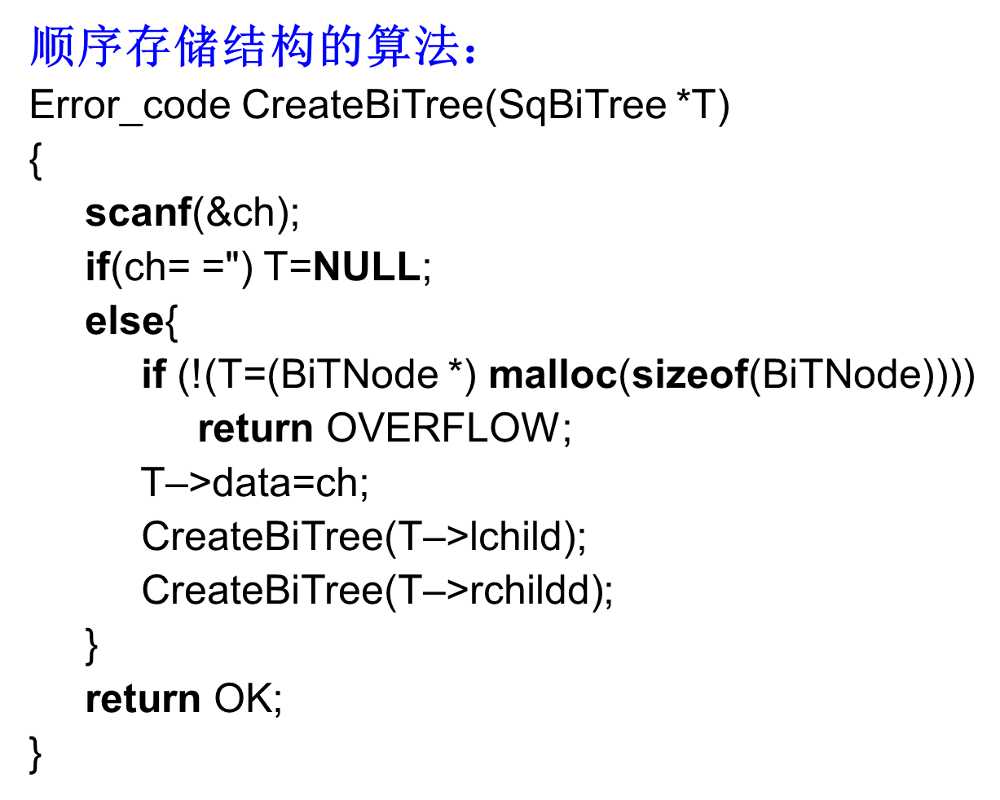 顺序存储结构的算法：
Error_code CreateBiTree(SqBiTree *T)
{
scanf(&ch);
if(ch= ='') T=NULL;
else{
if (!(T=(BiTNode *) malloc(sizeof(BiTNode))))
return OVERFLOW;
T–>data=ch;
CreateBiTree(T–>lchild);
CreateBiTree(T–>rchildd);
}
return OK;
}